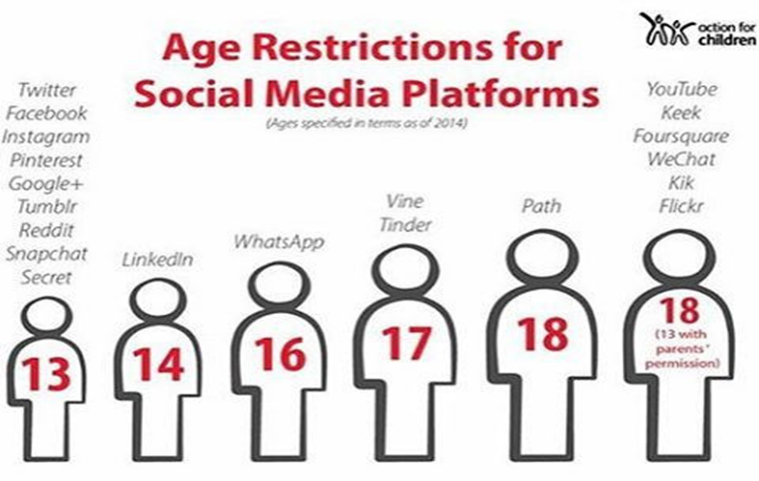 Age Restrictions for
Social Media Platforms
(Ages specified in terms as of 2014)
action for
children
Twitter
Facebook
Instagram
Pinterest
Google+
Tumblr
Reddit
Snapchat
Secret
13
LinkedIn
14
WhatsApp
16
Vine
Tinder
17
Path
18
YouTube
Keek
Foursquare
WeChat
Kik
Flickr
18
(13 with
parents'
permission)